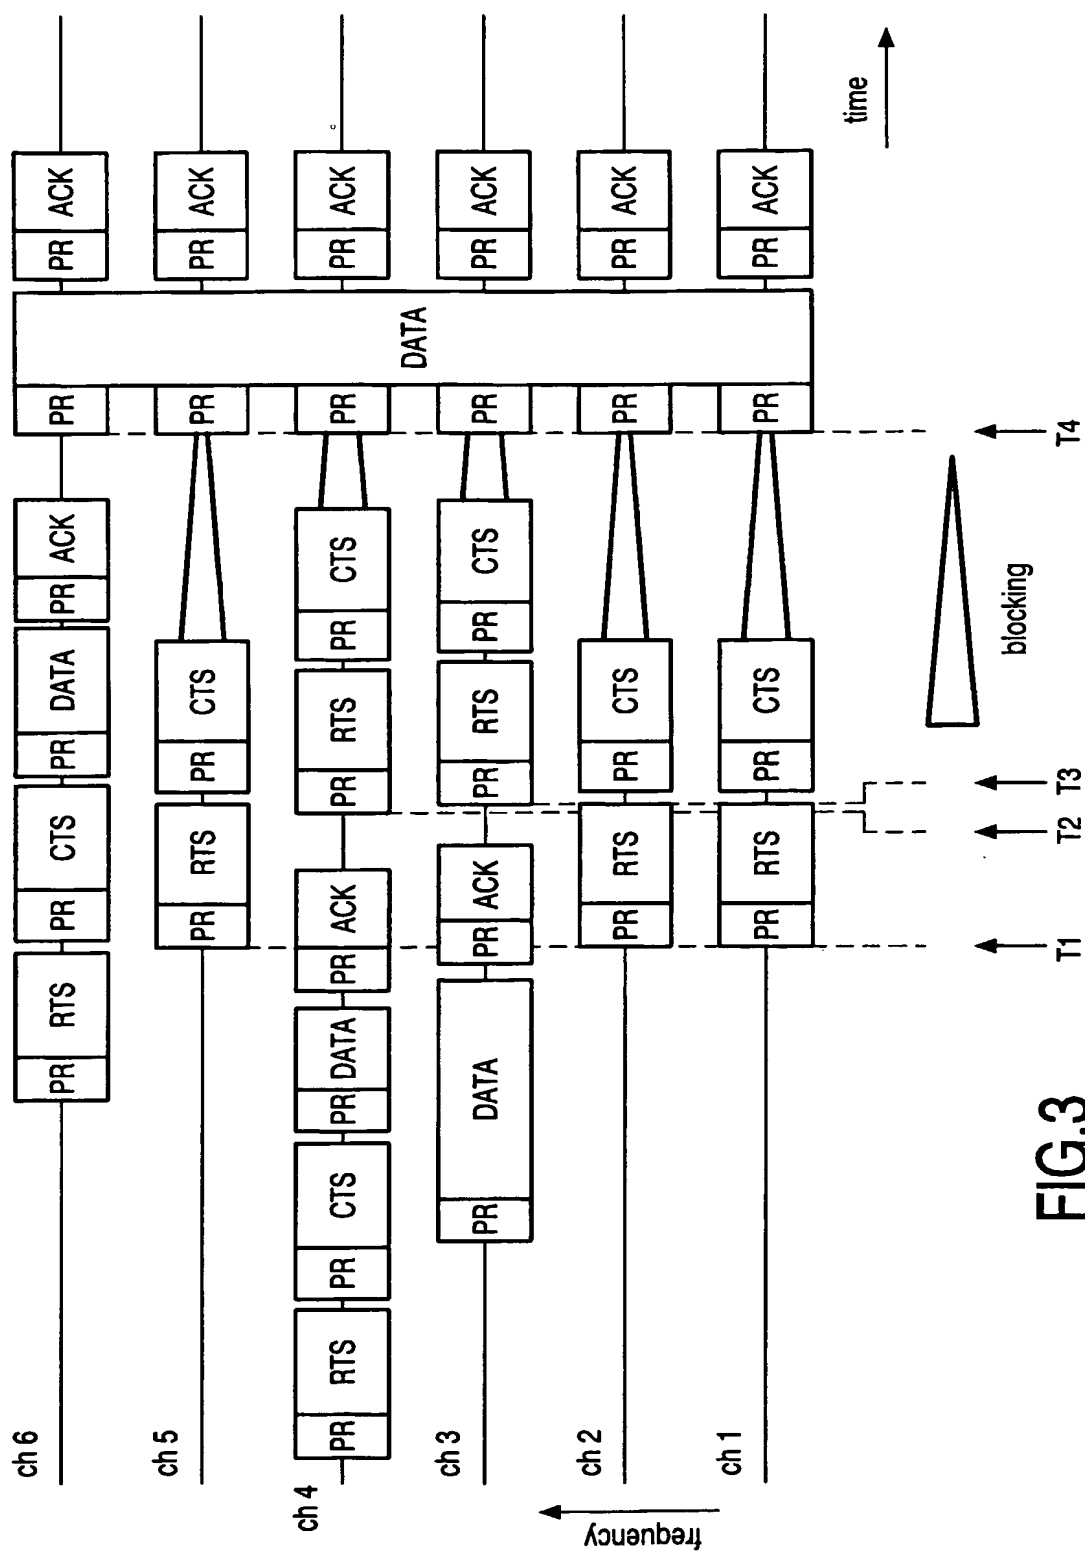 ch 6
PR RTS PR CTS PR DATA PR ACK PR PR ACK
ch 5
PR RTS PR CTS PR PR ACK
ch 4
PR RTS PR CTS PR DATA PR ACK PR RTS PR CTS PR PR ACK
DATA
ch 3
PR DATA PR ACK PR RTS PR CTS PR PR ACK
ch 2
PR RTS PR CTS PR PR ACK
ch 1
PR RTS PR CTS PR PR ACK
frequency
time
blocking
T1 T2 T3 T4
FIG.3